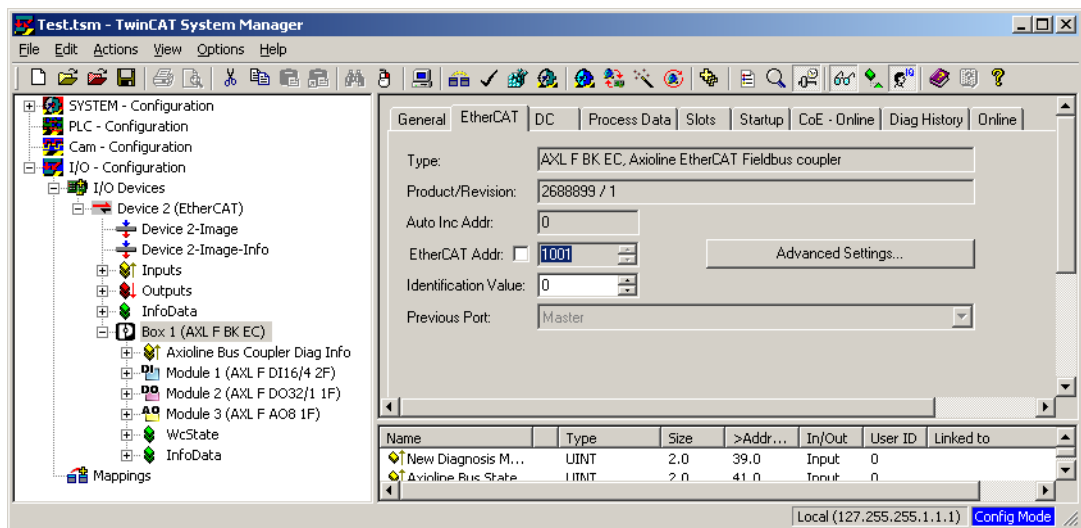 Test.tsm - TwinCAT System Manager
File Edit Actions View Options Help
SYSTEM - Configuration
PLC - Configuration
Cam - Configuration
I/O - Configuration
I/O Devices
Device 2 (EtherCAT)
Device 2-Image
Device 2-Image-Info
Inputs
Outputs
InfoData
Box 1 (AXL F BK EC)
Axioline Bus Coupler Diag Info
Module 1 (AXL F DI16/4 2F)
Module 2 (AXL F DO32/1 1F)
Module 3 (AXL F AO8 1F)
WcState
InfoData
Mappings
General EtherCAT DC Process Data Slots Startup CoE - Online Diag History Online
Type: AXL F BK EC, Axioline EtherCAT Fieldbus coupler
Product/Revision: 2688899 / 1
Auto Inc Addr: 0
EtherCAT Addr: 1001 Advanced Settings...
Identification Value: 0
Previous Port: Master
Name Type Size >Addr... In/Out User ID Linked to
New Diagnosis M... UINT 2.0 39.0 Input 0
Axioline Bus State UINT 2.0 41.0 Input 0
Local (127.255.255.1.1.1) Config Mode